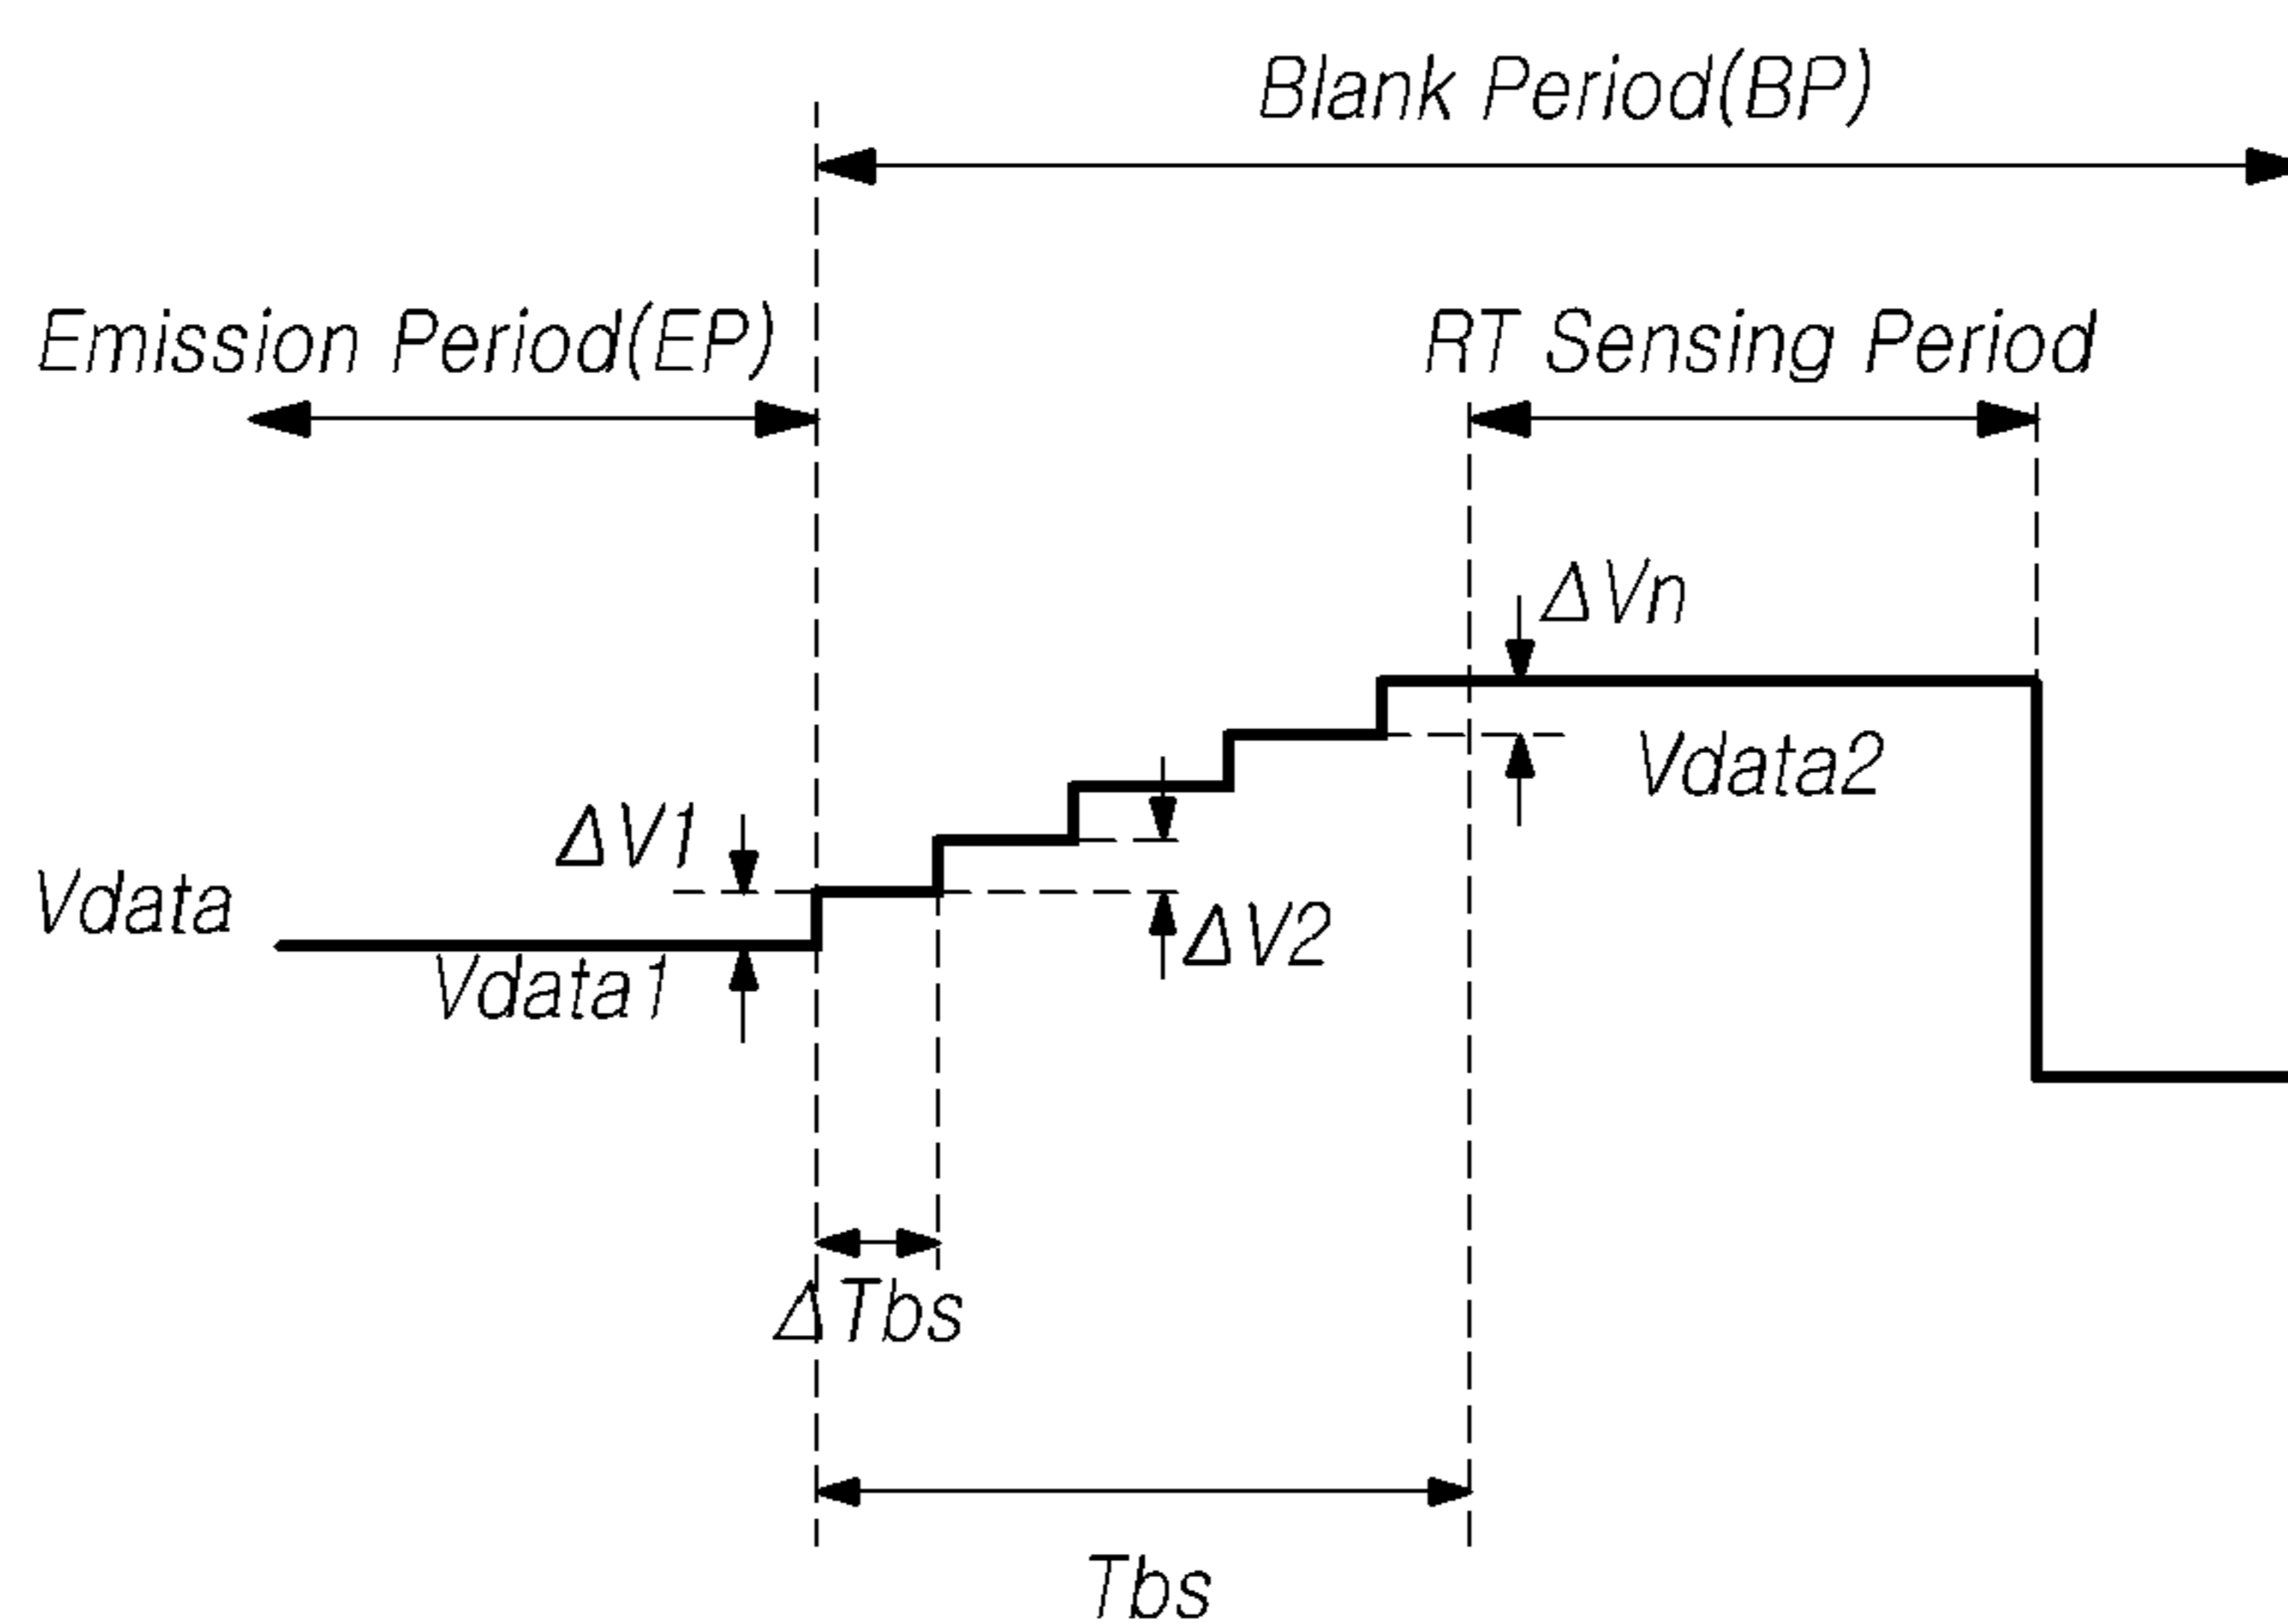 Blank Period(BP)
Emission Period(EP)
RT Sensing Period
ΔVn
Vdata2
ΔV1
Vdata
ΔV2
Vdata1
ΔTbs
Tbs